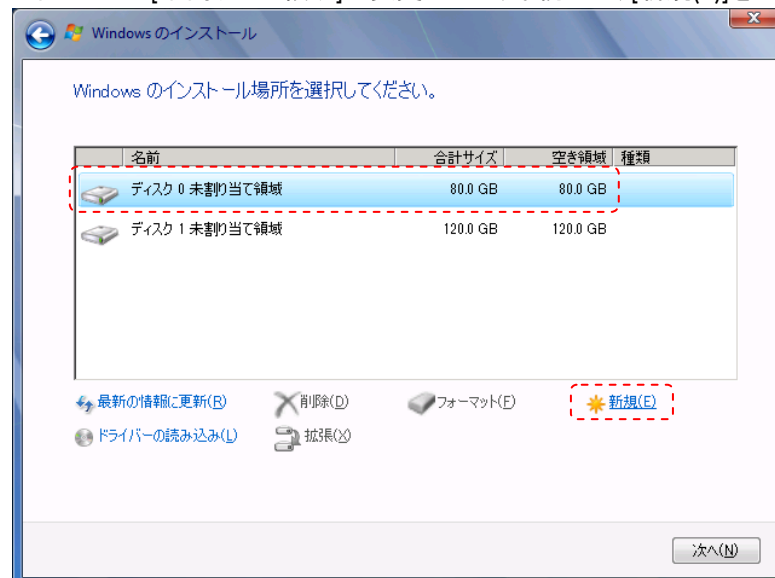 Windows のインストール
Windows のインストール場所を選択してください。
名前 合計サイズ 空き領域 種類
ディスク 0 未割り当て領域 80.0 GB 80.0 GB
ディスク 1 未割り当て領域 120.0 GB 120.0 GB
最新の情報に更新(R) 削除(D) フォーマット(F) 新規(E)
ドライバーの読み込み(L) 拡張(X)
次へ(N)